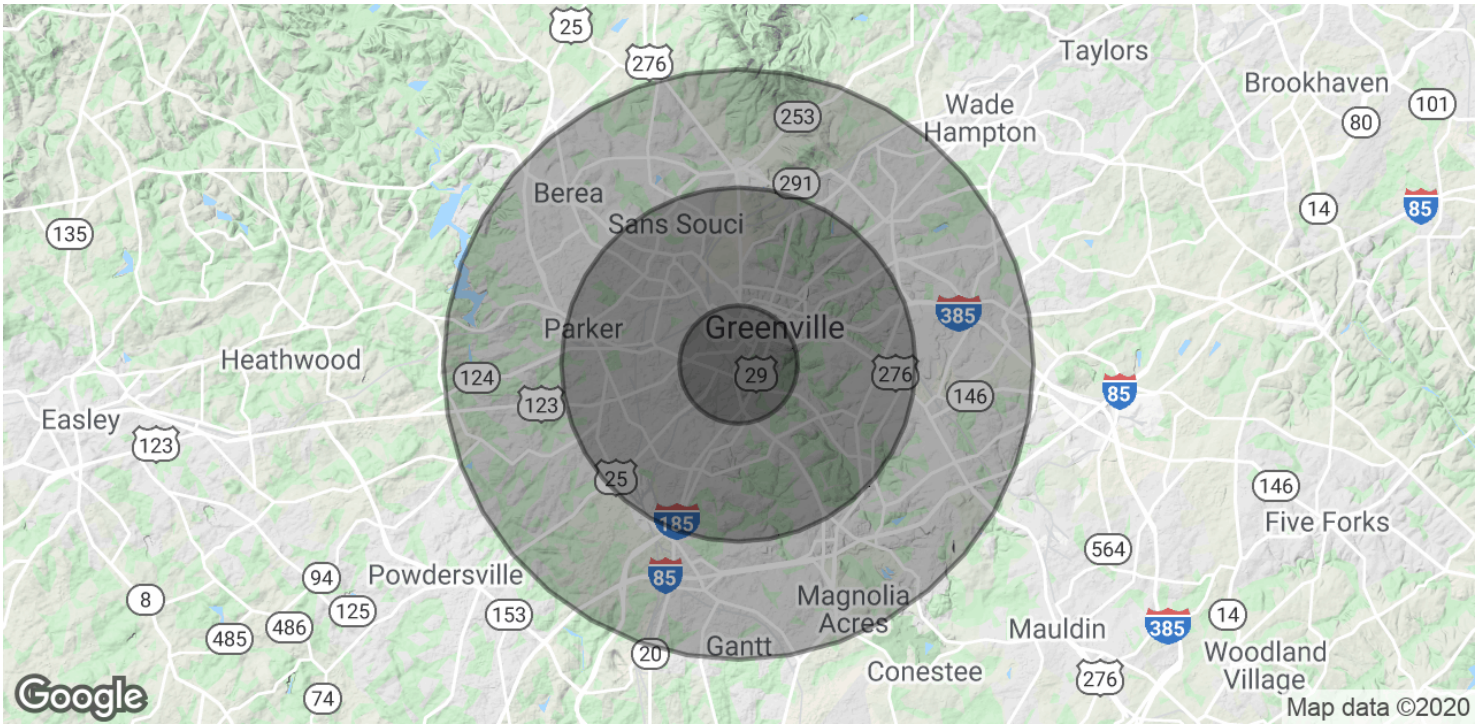 25
276
Taylors
Brookhaven
Wade
Hampton
101
253
80
291
Berea
Sans Souci
14
85
135
385
Greenville
Parker
Heathwood
124
29
276
85
123
146
Easley
123
25
146
185
Five Forks
564
94
Powdersville
85
8
125
153
Magnolia
Acres
14
486
485
Mauldin
385
20
Gantt
Conestee
Woodland
Village
276
74
Google
Map data ©2020